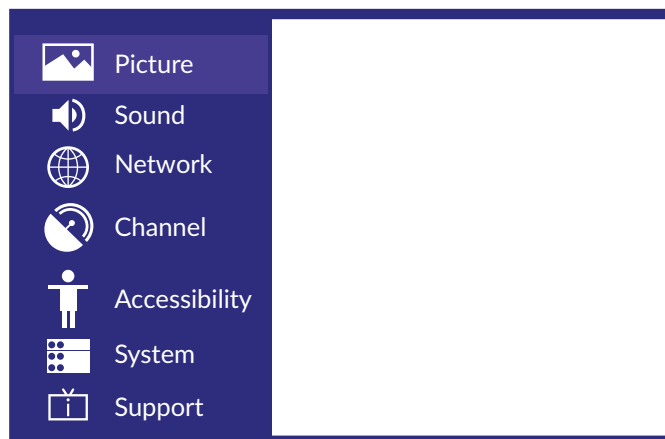 Picture
Sound
Network
Channel
Accessibility
System
i
Support